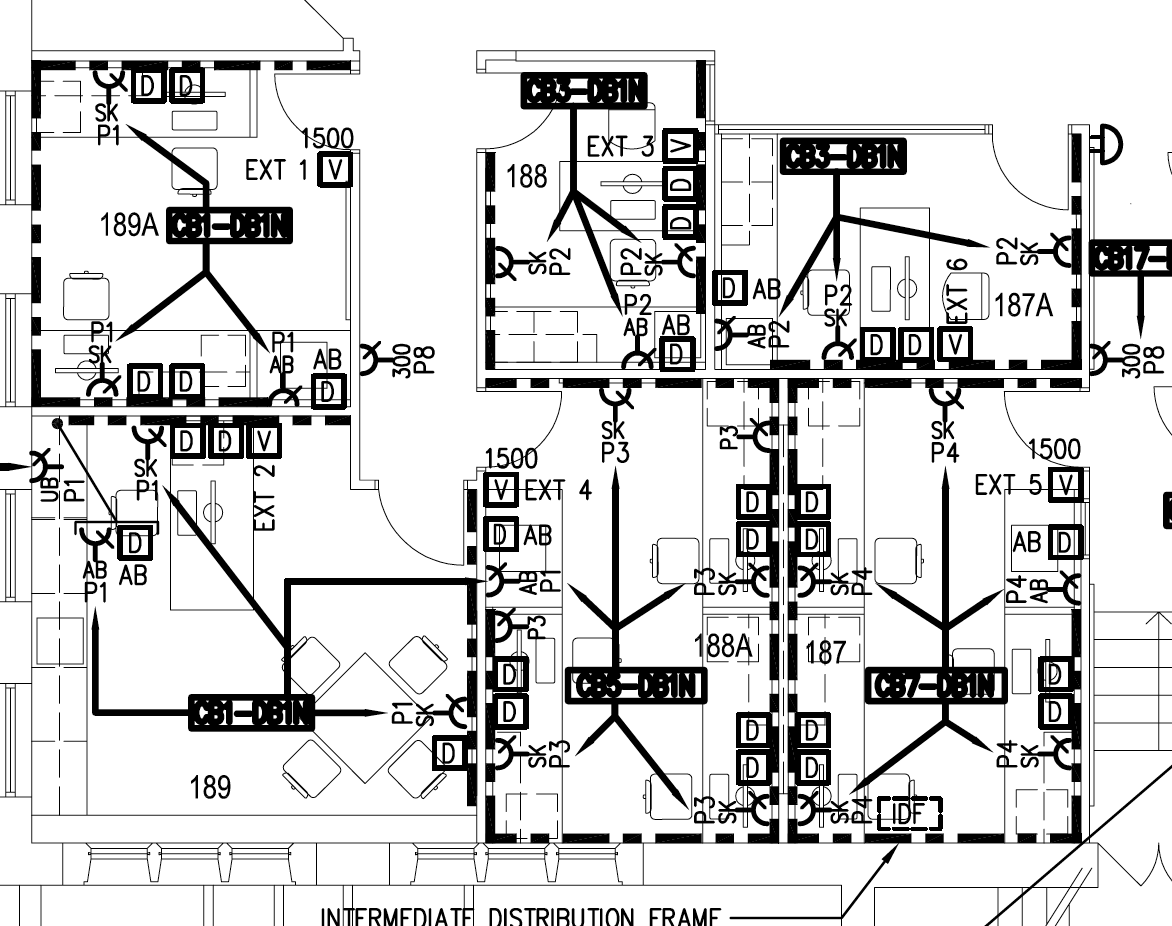 D D
SK
P1
1500
EXT 1 V
189A CB1-DB1N
P1
SK
D D
P1
AB
AB
D
300
P8
CB3-DB1N
EXT 3 V
188
D
D
SK
P2
P2
SK
P2
AB
AB
D
CB3-DB1N
P2
SK
EXT 6
187A
D AB
AB
P2
P2
SK
D D V
CB17-D
300
P8
D D V
SK
P1
EXT 2
UB
P1
D
AB
AB
P1
CB1-DB1N
P1
SK
D
189
1500
V EXT 4
D AB
AB
P1
SK
P3
P3
D
D
P3
SK
P3
D
D
188A
CB5-DB1N
SK
P3
D
D
P3
SK
SK
P4
1500
EXT 5 V
AB D
D
D
SK
P4
P4
AB
187
CB7-DB1N
D
D
D
D
P4
SK
SK
P4
IDF
INTERMEDIATE DISTRIBUTION FRAME